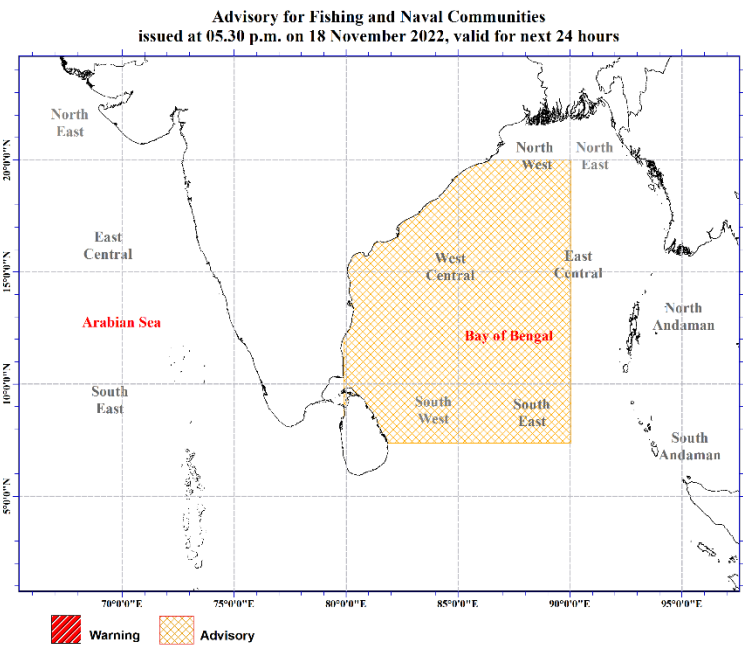 Advisory for Fishing and Naval Communities
issued at 05.30 p.m. on 18 November 2022, valid for next 24 hours
North
East
North
West
North
East
20°0'0"N
East
Central
West
Central
East
Central
15°0'0"N
Arabian Sea
Bay of Bengal
North
Andaman
10°0'0"N
South
East
South
West
South
East
South
Andaman
5°0'0"N
70°0'0"E
75°0'0"E
80°0'0"E
85°0'0"E
90°0'0"E
95°0'0"E
Warning
Advisory